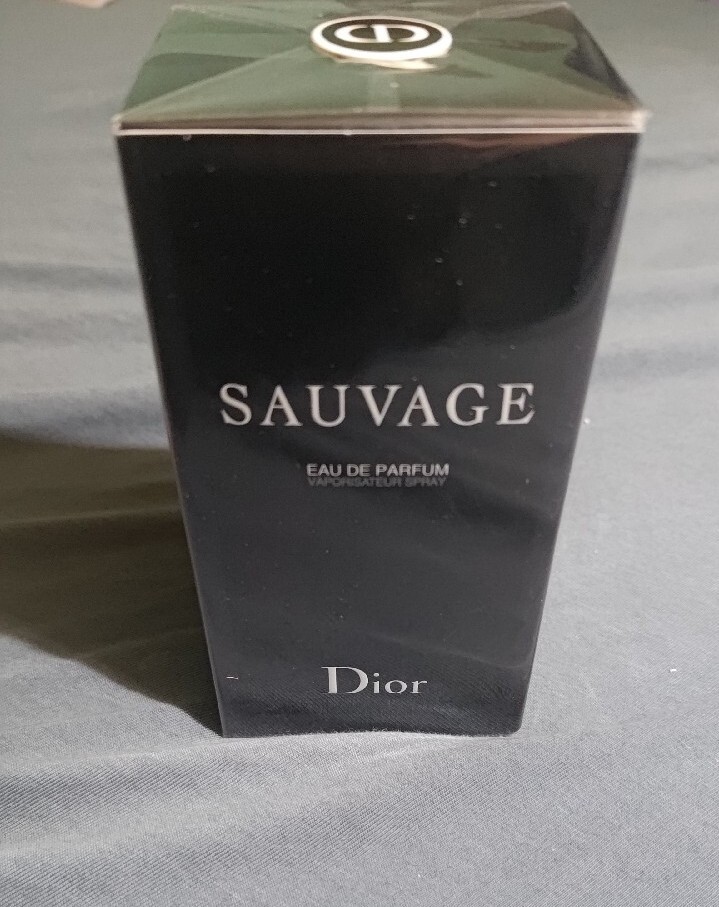 SAUVAGE
EAU DE PARFUM
VAPORISATEUR SPRAY
Dior